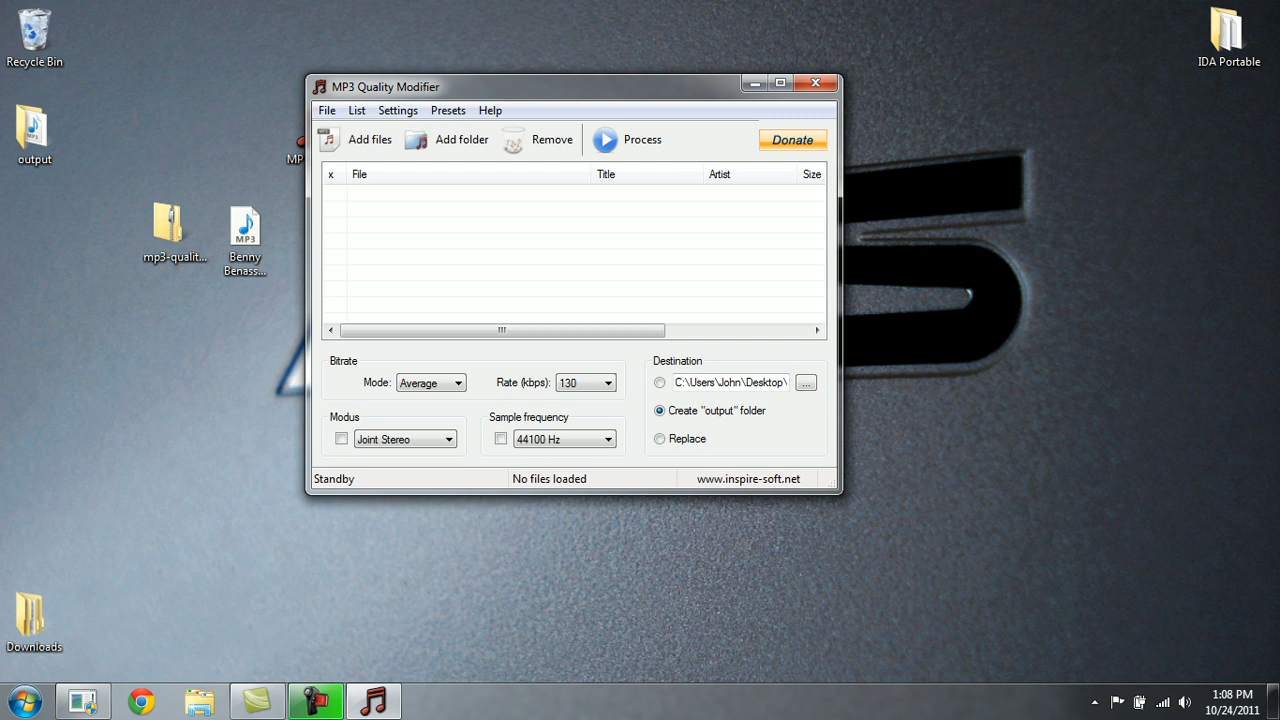 Recycle Bin
IDA Portable
output
MP
mp3-qualit...
Benny
Benass...
MP3
Downloads
MP3 Quality Modifier
File List Settings Presets Help
Add files Add folder Remove Process Donate
x File Title Artist Size
Bitrate
Mode: Average Rate (kbps): 130
Modus
Joint Stereo
Sample frequency
44100 Hz
Destination
C:\Users\John\Desktop\ ...
Create "output" folder
Replace
Standby No files loaded www.inspire-soft.net
1:08 PM
10/24/2011